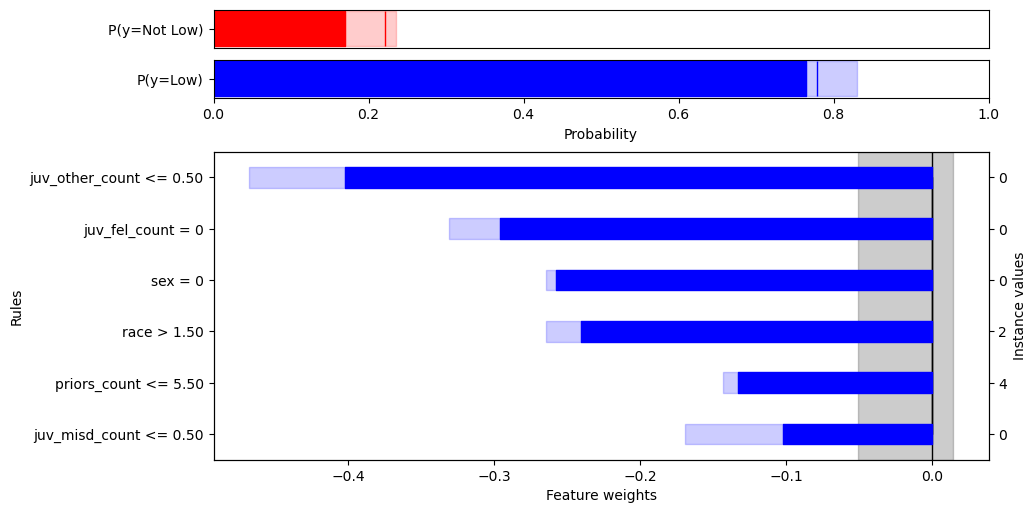 P(y=Not Low)
P(y=Low)
0.0 0.2 0.4 0.6 0.8 1.0
Probability
juv_other_count <= 0.50 0
juv_fel_count = 0 0
sex = 0 0
race > 1.50 2
priors_count <= 5.50 4
juv_misd_count <= 0.50 0
Rules
Instance values
−0.4 −0.3 −0.2 −0.1 0.0
Feature weights